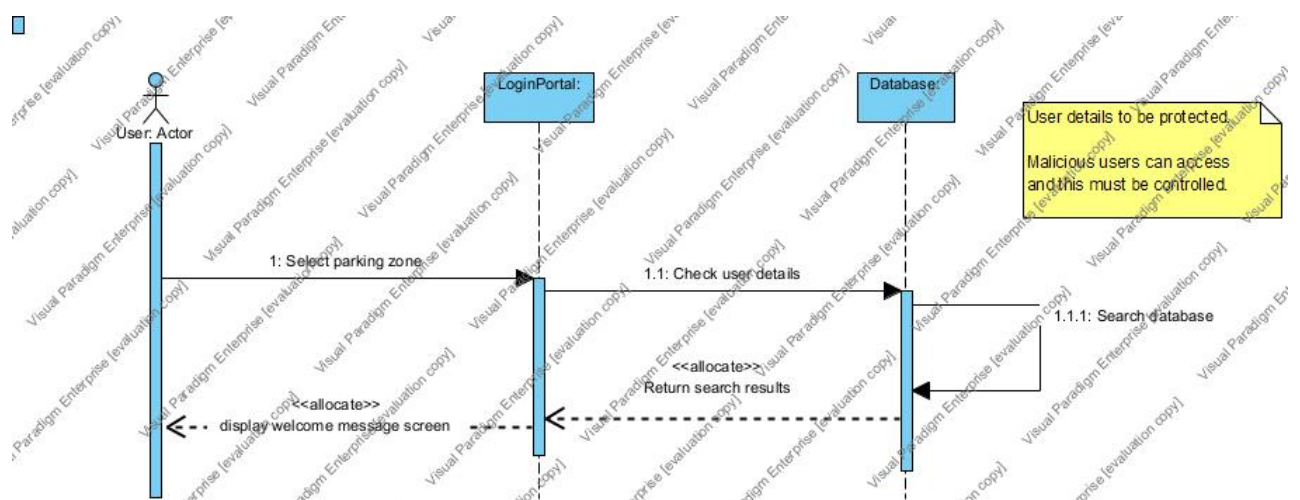 User: Actor
LoginPortal:
Database:
User details to be protected.
Malicious users can access
and this must be controlled.
1: Select parking zone
1.1: Check user details
1.1.1: Search database
<<allocate>>
Return search results
<<allocate>>
display welcome message screen
Visual Paradigm Enterprise [evaluation copy]